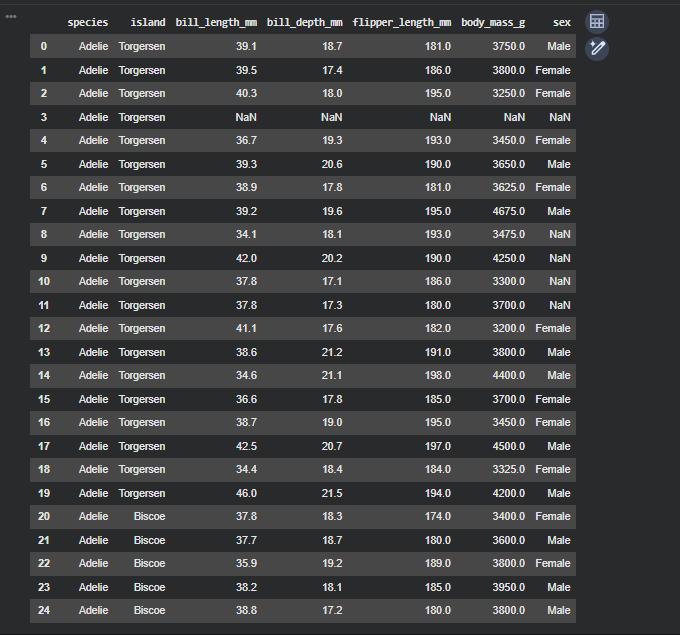 species island bill_length_mm bill_depth_mm flipper_length_mm body_mass_g sex
0 Adelie Torgersen 39.1 18.7 181.0 3750.0 Male
1 Adelie Torgersen 39.5 17.4 186.0 3800.0 Female
2 Adelie Torgersen 40.3 18.0 195.0 3250.0 Female
3 Adelie Torgersen NaN NaN NaN NaN NaN
4 Adelie Torgersen 36.7 19.3 193.0 3450.0 Female
5 Adelie Torgersen 39.3 20.6 190.0 3650.0 Male
6 Adelie Torgersen 38.9 17.8 181.0 3625.0 Female
7 Adelie Torgersen 39.2 19.6 195.0 4675.0 Male
8 Adelie Torgersen 34.1 18.1 193.0 3475.0 NaN
9 Adelie Torgersen 42.0 20.2 190.0 4250.0 NaN
10 Adelie Torgersen 37.8 17.1 186.0 3300.0 NaN
11 Adelie Torgersen 37.8 17.3 180.0 3700.0 NaN
12 Adelie Torgersen 41.1 17.6 182.0 3200.0 Female
13 Adelie Torgersen 38.6 21.2 191.0 3800.0 Male
14 Adelie Torgersen 34.6 21.1 198.0 4400.0 Male
15 Adelie Torgersen 36.6 17.8 185.0 3700.0 Female
16 Adelie Torgersen 38.7 19.0 195.0 3450.0 Female
17 Adelie Torgersen 42.5 20.7 197.0 4500.0 Male
18 Adelie Torgersen 34.4 18.4 184.0 3325.0 Female
19 Adelie Torgersen 46.0 21.5 194.0 4200.0 Male
20 Adelie Biscoe 37.8 18.3 174.0 3400.0 Female
21 Adelie Biscoe 37.7 18.7 180.0 3600.0 Male
22 Adelie Biscoe 35.9 19.2 189.0 3800.0 Female
23 Adelie Biscoe 38.2 18.1 185.0 3950.0 Male
24 Adelie Biscoe 38.8 17.2 180.0 3800.0 Male